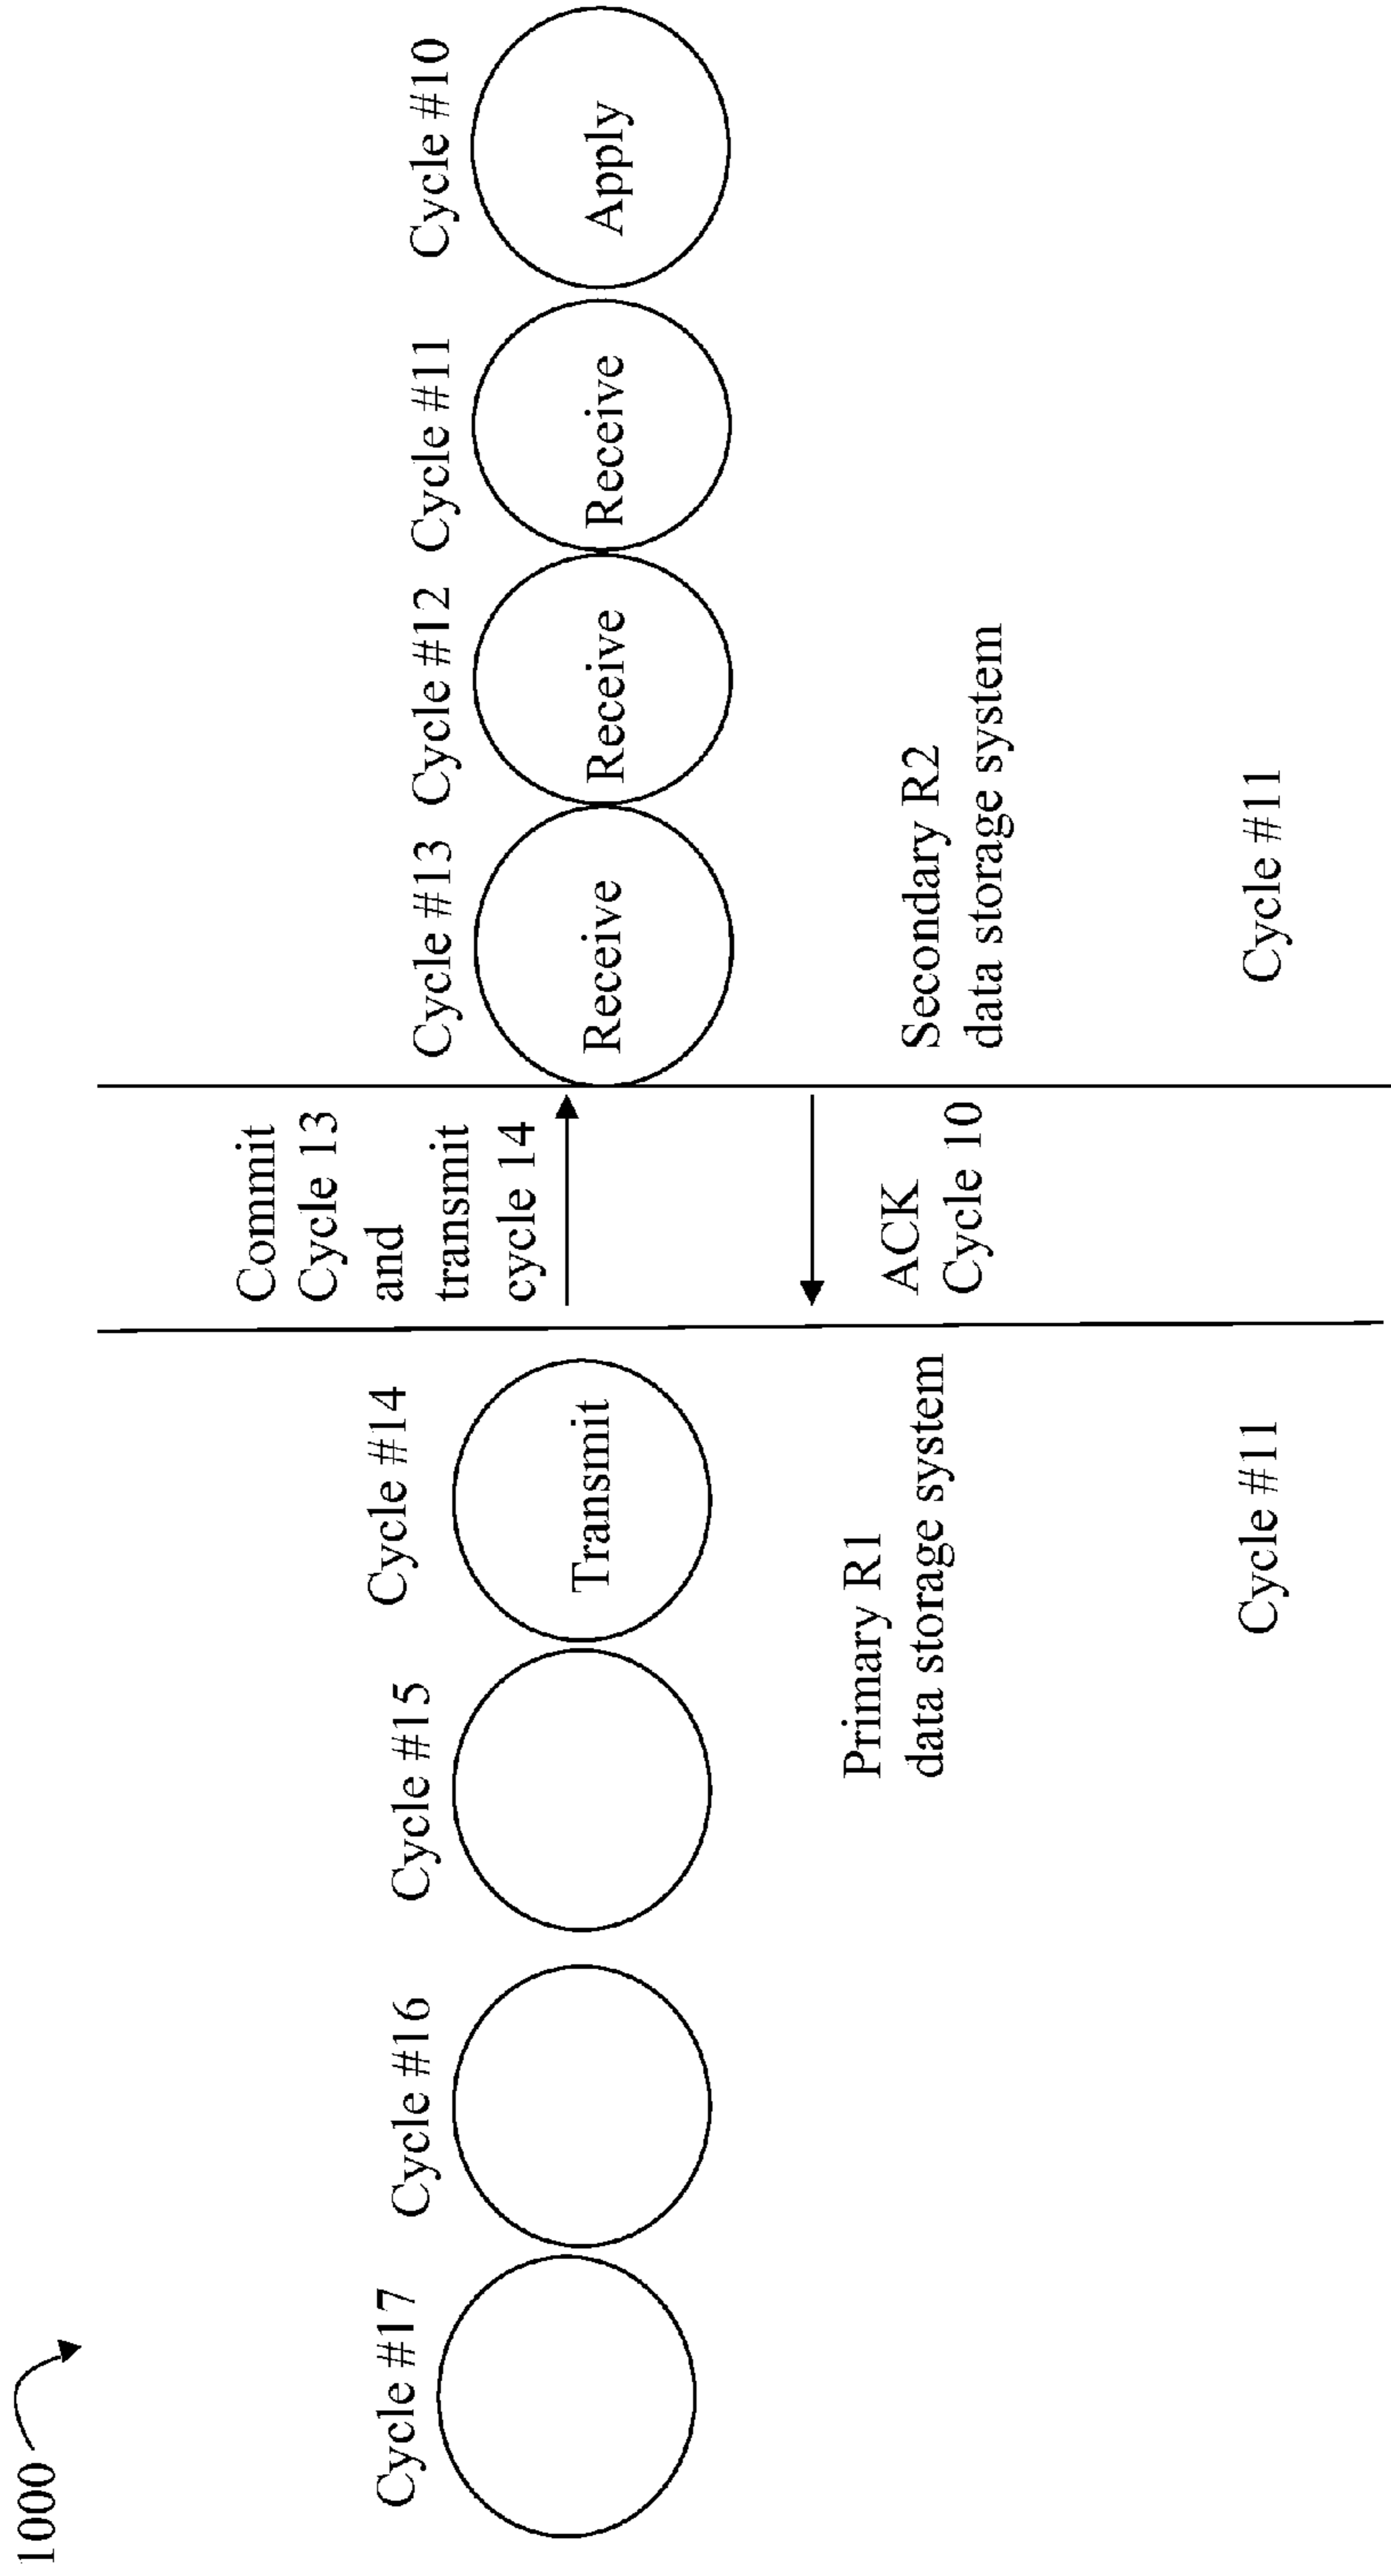 1000
Cycle #17
Cycle #16
Cycle #15
Cycle #14
Transmit
Primary R1
data storage system
Cycle #11
Commit
Cycle 13
and
transmit
cycle 14
ACK
Cycle 10
Cycle #13
Cycle #12
Cycle #11
Cycle #10
Receive
Receive
Receive
Apply
Secondary R2
data storage system
Cycle #11